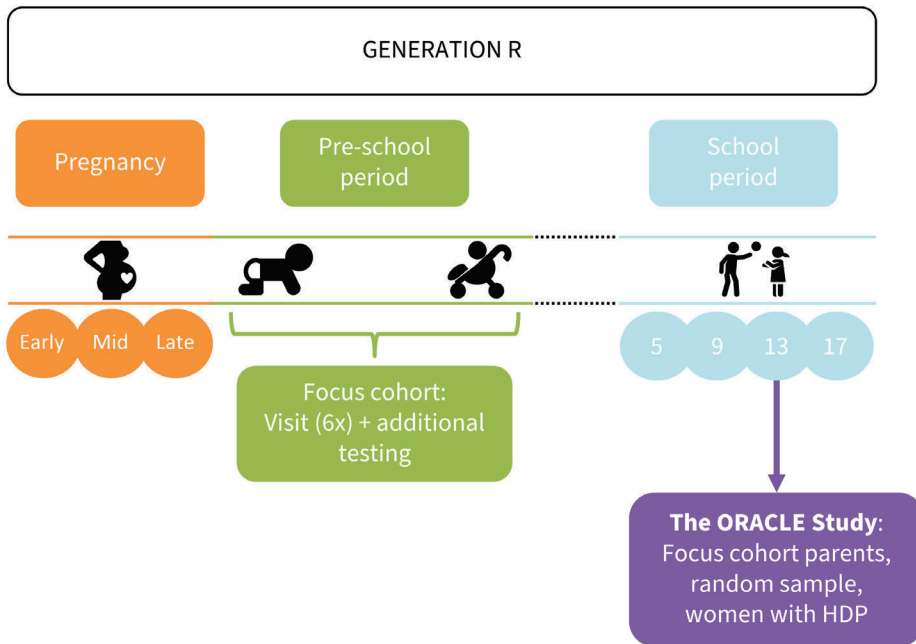 GENERATION R
Pregnancy
Pre-school
period
School
period
Early
Mid
Late
5
9
13
17
Focus cohort:
Visit (6x) + additional
testing
The ORACLE Study:
Focus cohort parents,
random sample,
women with HDP